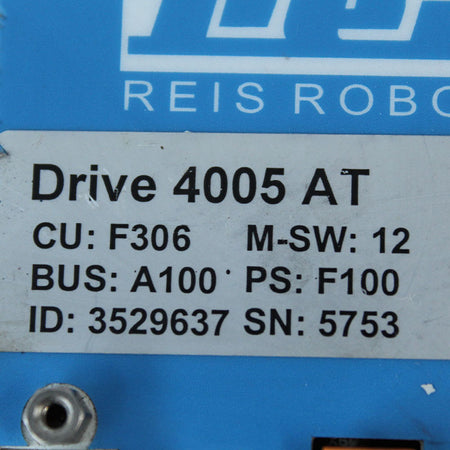 REIS ROBO
Drive 4005 AT
CU: F306 M-SW: 12
BUS: A100 PS: F100
ID: 3529637 SN: 5753